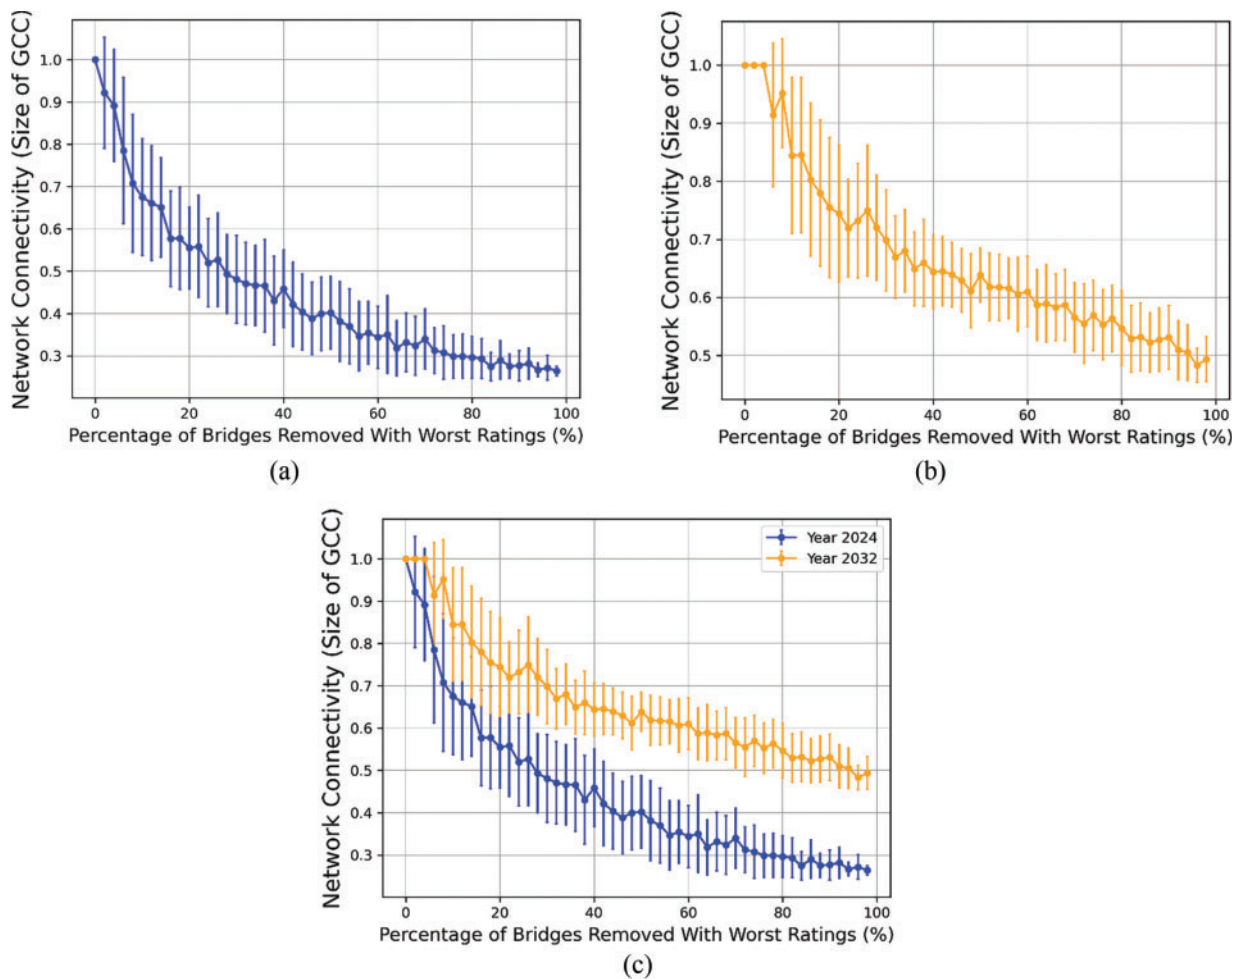 Network Connectivity (Size of GCC)
1.0
0.9
0.8
0.7
0.6
0.5
0.4
0.3
0 20 40 60 80 100
Percentage of Bridges Removed With Worst Ratings (%)
(a)
Network Connectivity (Size of GCC)
1.0
0.9
0.8
0.7
0.6
0.5
0 20 40 60 80 100
Percentage of Bridges Removed With Worst Ratings (%)
(b)
Network Connectivity (Size of GCC)
1.0
0.9
0.8
0.7
0.6
0.5
0.4
0.3
Year 2024
Year 2032
0 20 40 60 80 100
Percentage of Bridges Removed With Worst Ratings (%)
(c)